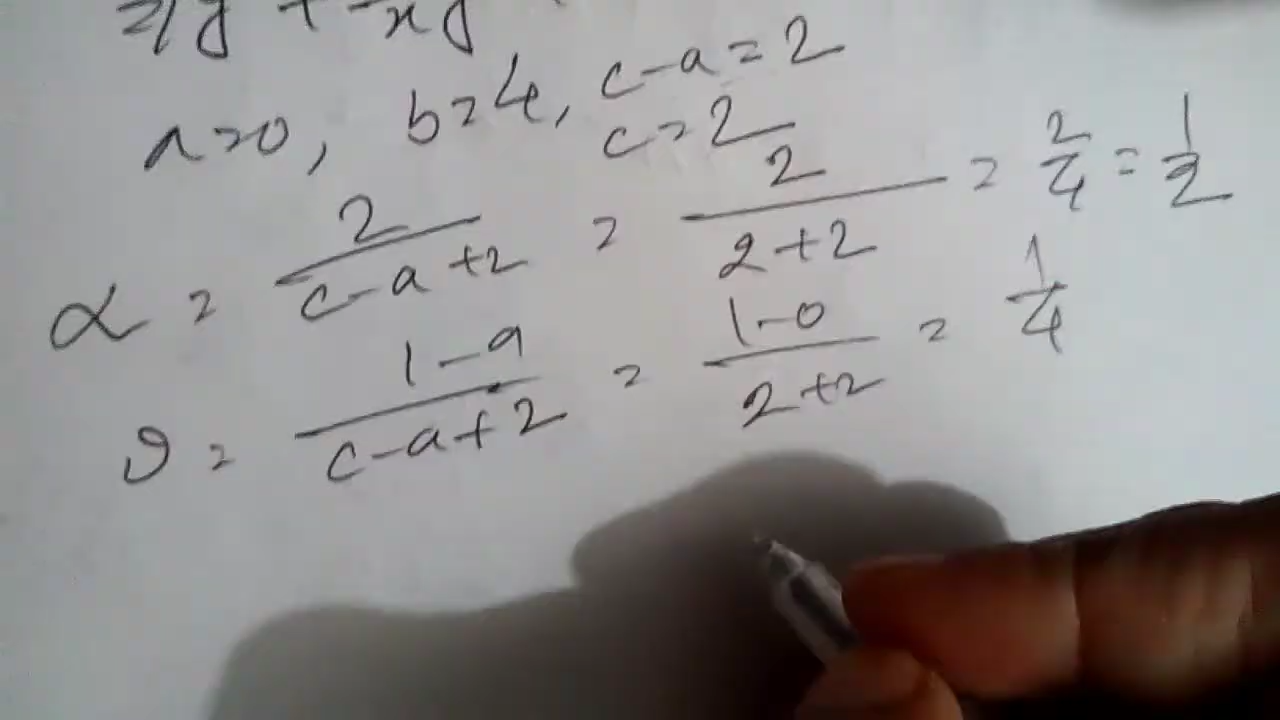 a=0, b=4, c-a=2
c=2
α = 2/(c-a+2) = 2/(2+2) = 2/4 = 1/2
ϑ = (1-a)/(c-a+2) = (1-0)/(2+2) = 1/4